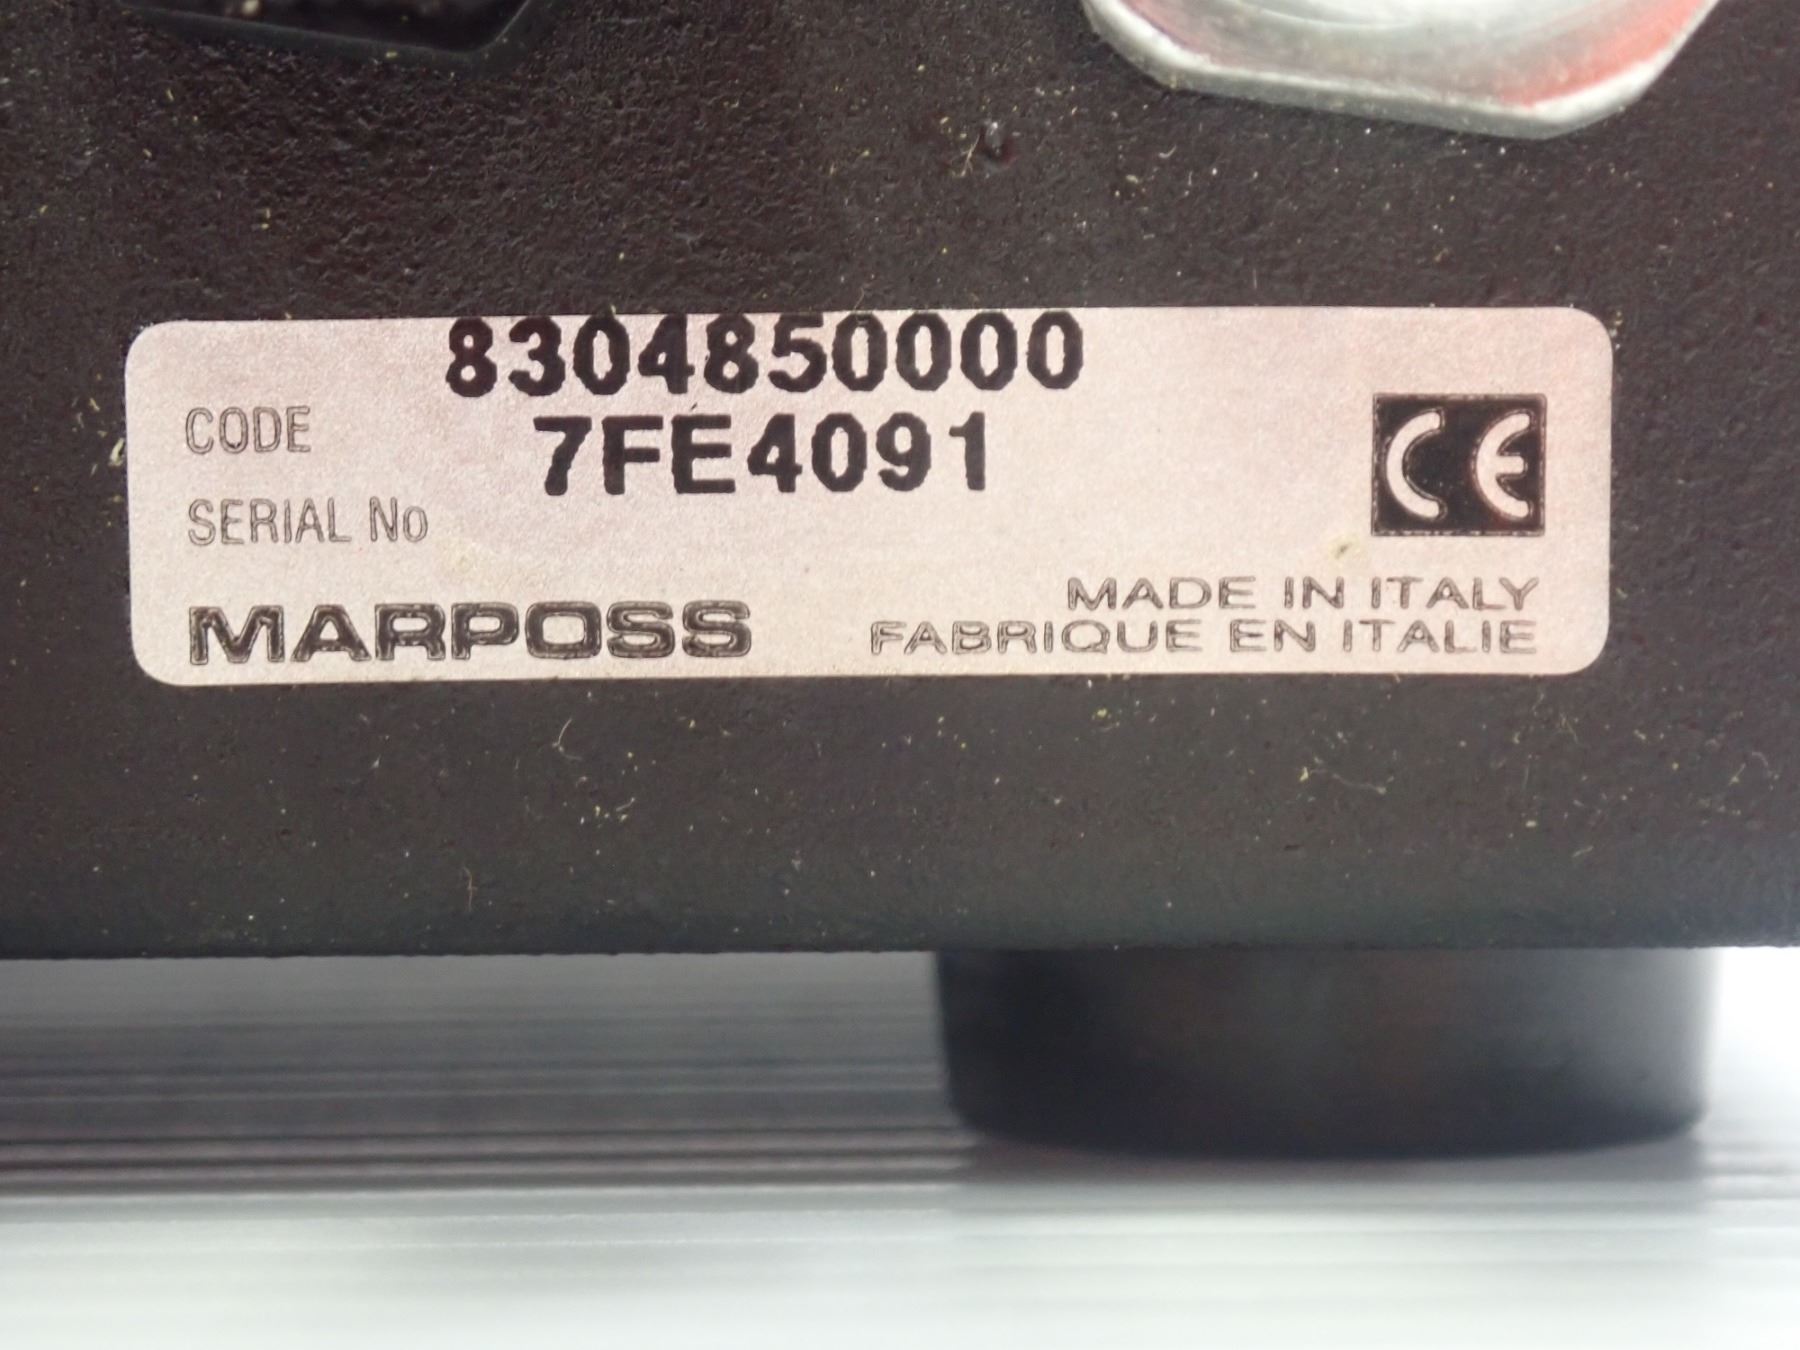 8304850000
CODE
7FE4091
SERIAL No
CE
MARPOSS
MADE IN ITALY
FABRIQUE EN ITALIE